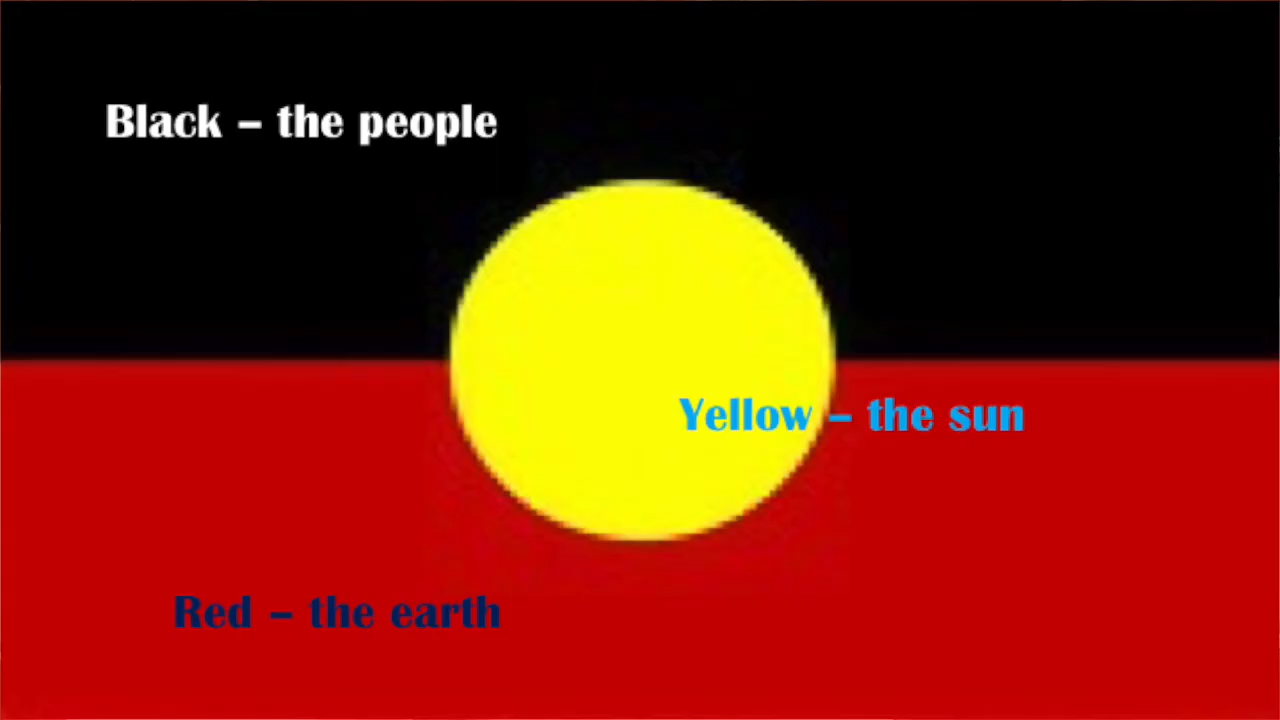 Black – the people
Yellow – the sun
Red – the earth